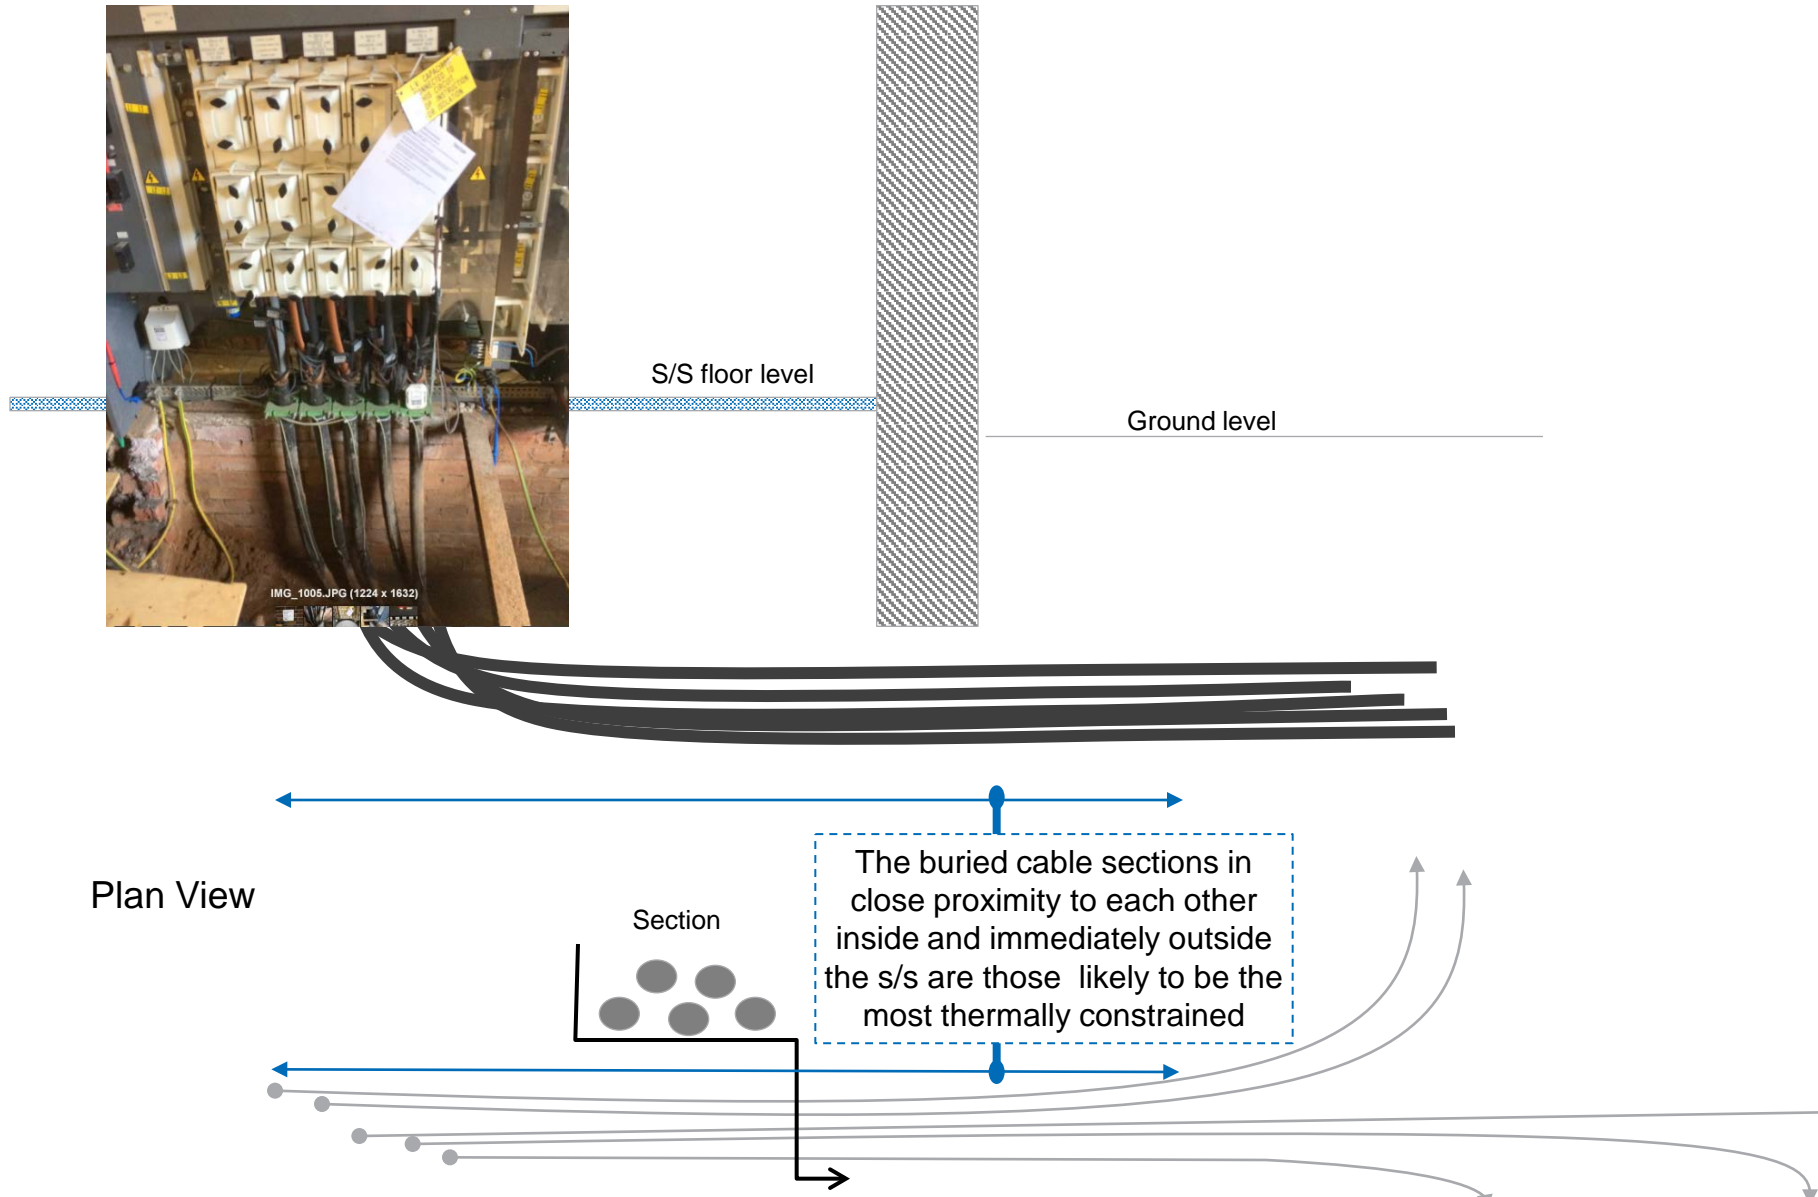 IMG_1005.JPG (1224 x 1632)
S/S floor level
Ground level
The buried cable sections in
close proximity to each other
inside and immediately outside
the s/s are those  likely to be the
most thermally constrained
Plan View
Section